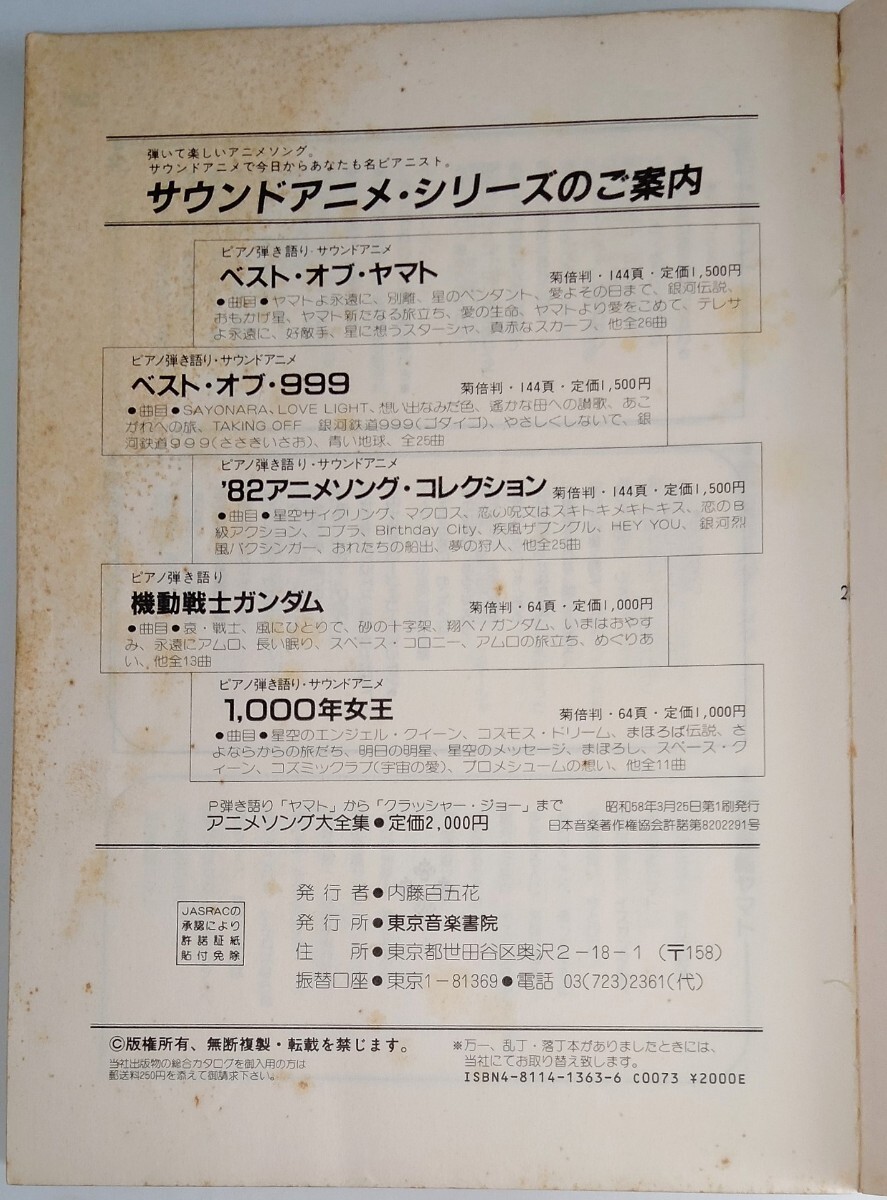 弾いて楽しいアニメソング。
サウンドアニメで今日からあなたも名ピアニスト。
サウンドアニメ・シリーズのご案内
ピアノ弾き語り・サウンドアニメ
ベスト・オブ・ヤマト 菊倍判・144頁・定価1,500円
●曲目●ヤマトよ永遠に、別離、星のペンダント、愛よその日まで、銀河伝説、
おもかげ星、ヤマト新たなる旅立ち、愛の生命、ヤマトより愛をこめて、テレサ
よ永遠に、好敵手、星に想うスターシャ、真赤なスカーフ、他全26曲
ピアノ弾き語り・サウンドアニメ
ベスト・オブ・999 菊倍判・144頁・定価1,500円
●曲目●SAYONARA、LOVE LIGHT、想い出なみだ色、遙かな母への讃歌、あこ
がれへの旅、TAKING OFF 銀河鉄道999(ゴダイゴ)、やさしくしないで、銀
河鉄道999(ささきいさお)、青い地球、全25曲
ピアノ弾き語り・サウンドアニメ
'82アニメソング・コレクション 菊倍判・144頁・定価1,500円
●曲目●星空サイクリング、マクロス、恋の呪文はスキトキメキトキス、恋のB
級アクション、コブラ、Birthday City、疾風ザブングル、HEY YOU、銀河烈
風バクシンガー、おれたちの船出、夢の狩人、他全25曲
ピアノ弾き語り
機動戦士ガンダム 菊倍判・64頁・定価1,000円
●曲目●哀・戦士、風にひとりで、砂の十字架、翔べ!ガンダム、いまはおやす
み、永遠にアムロ、長い眠り、スペース・コロニー、アムロの旅立ち、めぐりあ
い、他全13曲
ピアノ弾き語り・サウンドアニメ
1,000年女王 菊倍判・64頁・定価1,000円
●曲目●星空のエンジェル・クイーン、コスモス・ドリーム、まほろば伝説、さ
よならからの旅だち、明日の明星、星空のメッセージ、まぼろし、スペース・ク
イーン、コズミックラブ(宇宙の愛)、プロメシュームの想い、他全11曲
P弾き語り「ヤマト」から「クラッシャー・ジョー」まで 昭和58年3月25日第1刷発行
アニメソング大全集●定価2,000円 日本音楽著作権協会許諾第8202291号
JASRACの
承認により
許諾証紙
貼付免除
発行者●内藤百五花
発行所●東京音楽書院
住 所●東京都世田谷区奥沢2-18-1 (〒158)
振替口座●東京1-81369●電話 03(723)2361(代)
©版権所有、無断複製・転載を禁じます。
当社出版物の総合カタログを御入用の方は
郵送料250円を添えて御請求下さい。
※万一、乱丁・落丁本がありましたときには、
当社にてお取り替え致します。
ISBN4-8114-1363-6 C0073 ¥2000E
2